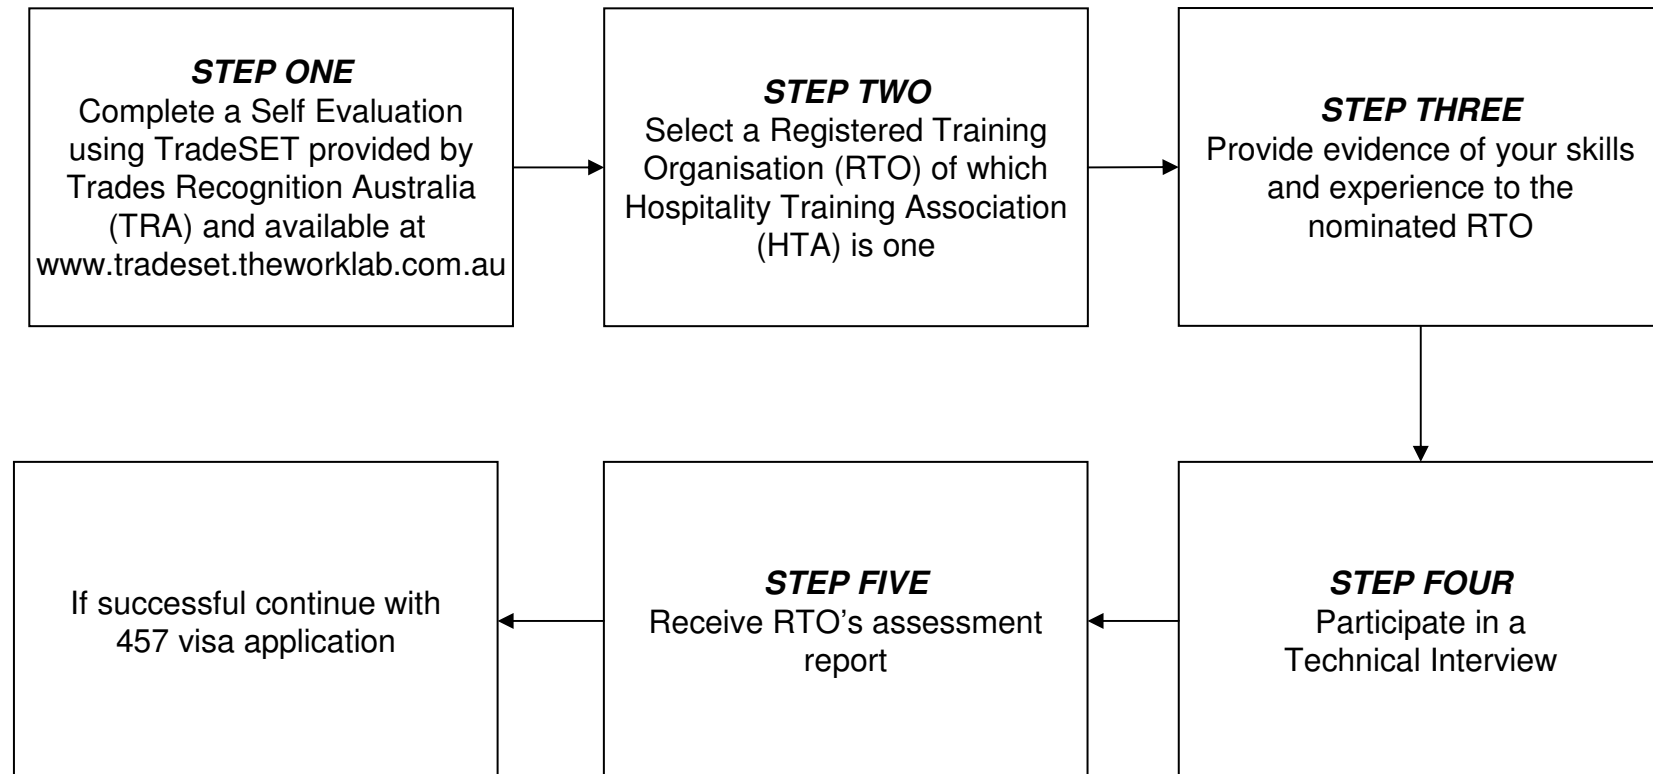 STEP ONE
Complete a Self Evaluation
using TradeSET provided by
Trades Recognition Australia
(TRA) and available at
www.tradeset.theworklab.com.au
STEP TWO
Select a Registered Training
Organisation (RTO) of which
Hospitality Training Association
(HTA) is one
STEP THREE
Provide evidence of your skills
and experience to the
nominated RTO
STEP FOUR
Participate in a
Technical Interview
STEP FIVE
Receive RTO’s assessment
report
If successful continue with
457 visa application